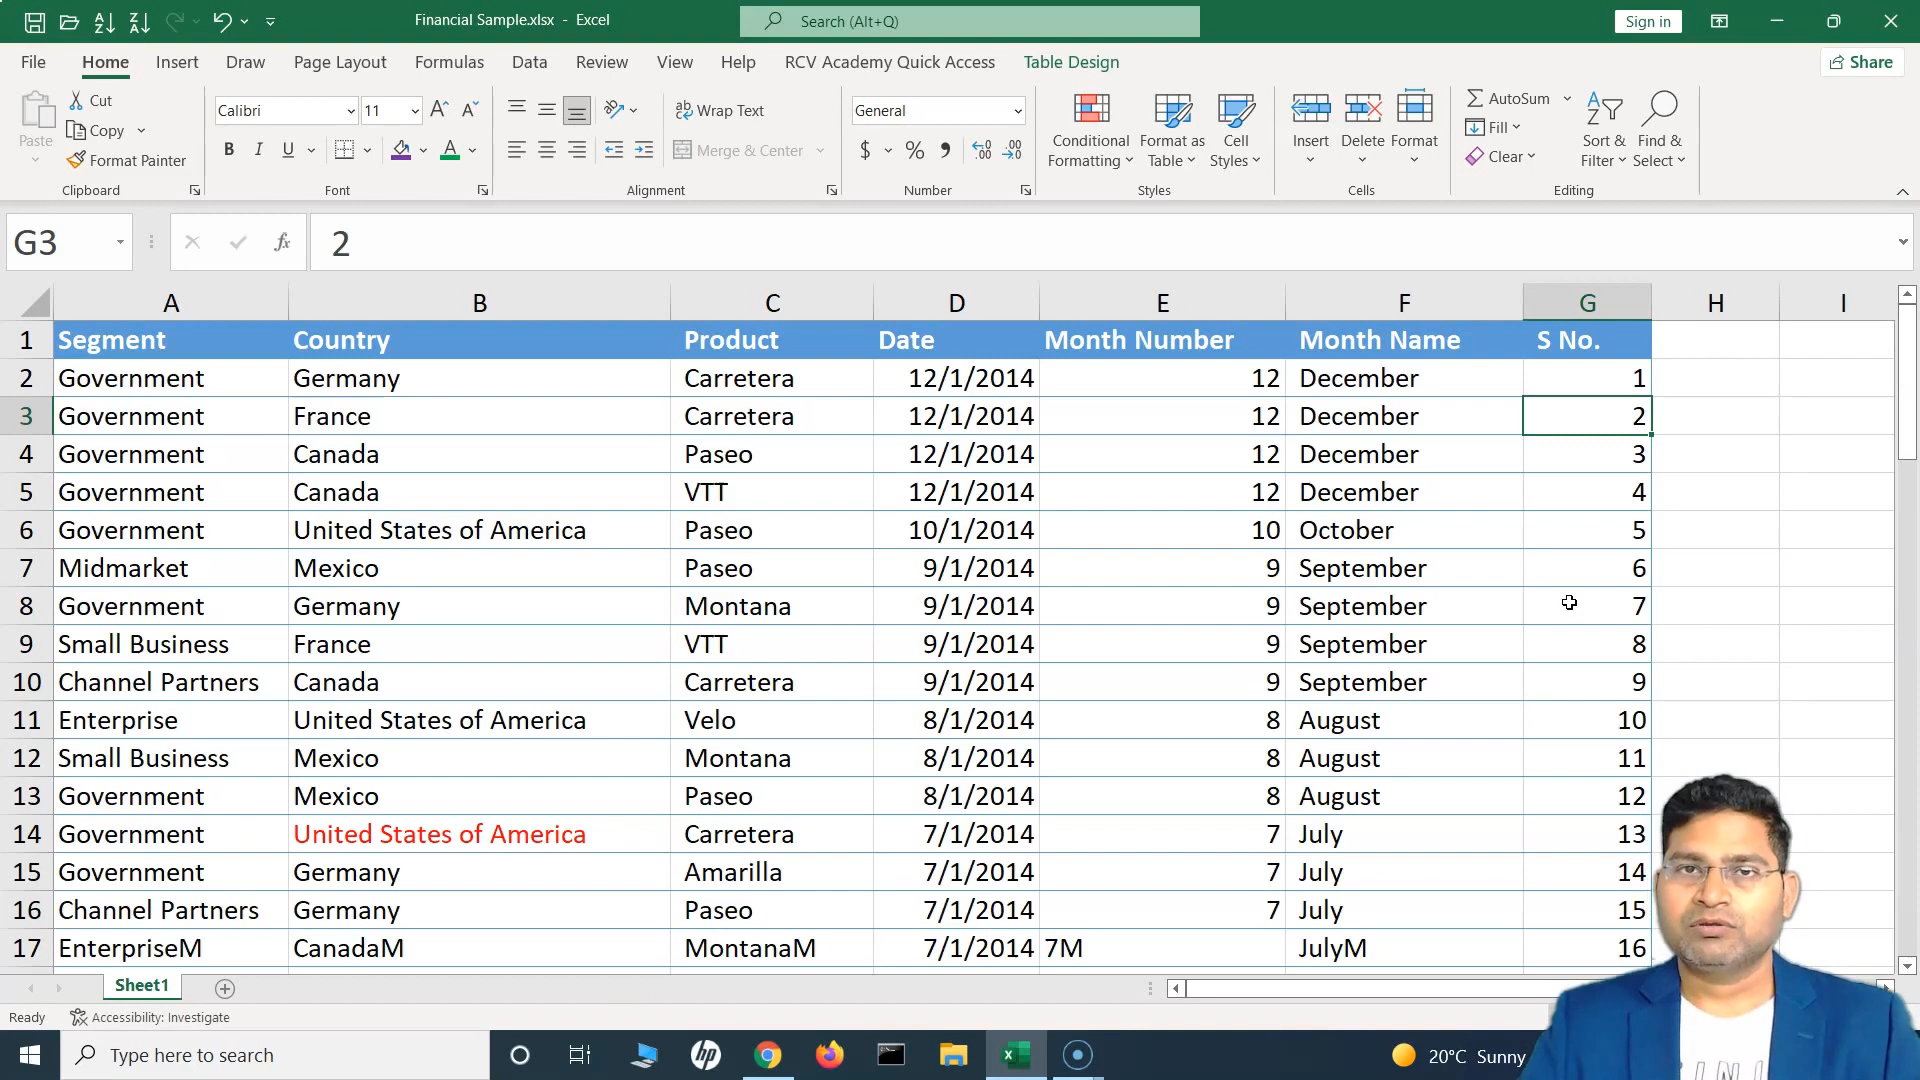 Financial Sample.xlsx - Excel
Search (Alt+Q)
Sign in
File Home Insert Draw Page Layout Formulas Data Review View Help RCV Academy Quick Access Table Design Share
Paste
Cut
Copy
Format Painter
Clipboard
Calibri 11
B I U
Font
ab Wrap Text
Merge & Center
Alignment
General
$ % ,
Number
Conditional Formatting
Format as Table
Cell Styles
Styles
Insert Delete Format
Cells
AutoSum
Fill
Clear
Sort & Filter
Find & Select
Editing
G3 fx 2
A B C D E F G H I
1 Segment Country Product Date Month Number Month Name S No.
2 Government Germany Carretera 12/1/2014 12 December 1
3 Government France Carretera 12/1/2014 12 December 2
4 Government Canada Paseo 12/1/2014 12 December 3
5 Government Canada VTT 12/1/2014 12 December 4
6 Government United States of America Paseo 10/1/2014 10 October 5
7 Midmarket Mexico Paseo 9/1/2014 9 September 6
8 Government Germany Montana 9/1/2014 9 September 7
9 Small Business France VTT 9/1/2014 9 September 8
10 Channel Partners Canada Carretera 9/1/2014 9 September 9
11 Enterprise United States of America Velo 8/1/2014 8 August 10
12 Small Business Mexico Montana 8/1/2014 8 August 11
13 Government Mexico Paseo 8/1/2014 8 August 12
14 Government United States of America Carretera 7/1/2014 7 July 13
15 Government Germany Amarilla 7/1/2014 7 July 14
16 Channel Partners Germany Paseo 7/1/2014 7 July 15
17 EnterpriseM CanadaM MontanaM 7/1/2014 7M JulyM 16
Sheet1
Ready Accessibility: Investigate
Type here to search
hp
20°C Sunny